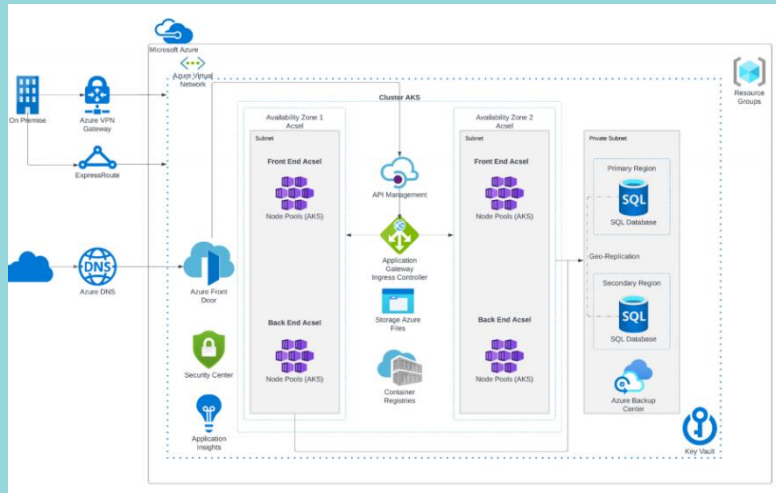 Microsoft Azure
Azure Virtual
Network
Resource
Groups
On Premise
Azure VPN
Gateway
ExpressRoute
Cluster AKS
Availability Zone 1
Acsel
Subnet
Front End Acsel
Node Pools (AKS)
Back End Acsel
Node Pools (AKS)
API Management
Application
Gateway
Ingress Controller
Storage Azure
Files
Container
Registries
Availability Zone 2
Acsel
Subnet
Front End Acsel
Node Pools (AKS)
Back End Acsel
Node Pools (AKS)
Private Subnet
Primary Region
SQL
SQL Database
Geo-Replication
Secondary Region
SQL
SQL Database
Azure Backup
Center
DNS
Azure DNS
Azure Front
Door
Security Center
Application
Insights
Key Vault